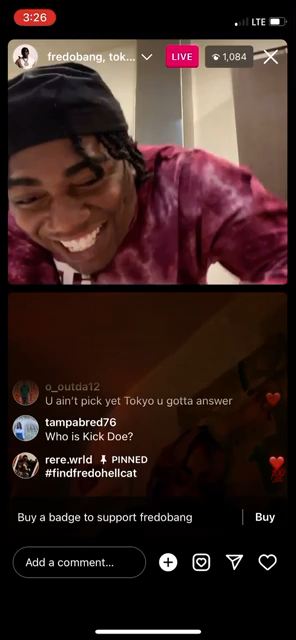 3:26
LTE
fredobang, tok...
LIVE
1,084
o_outda12
U ain't pick yet Tokyo u gotta answer
tampabred76
Who is Kick Doe?
rere.wrld PINNED
#findfredohellcat
Buy a badge to support fredobang
Buy
Add a comment...